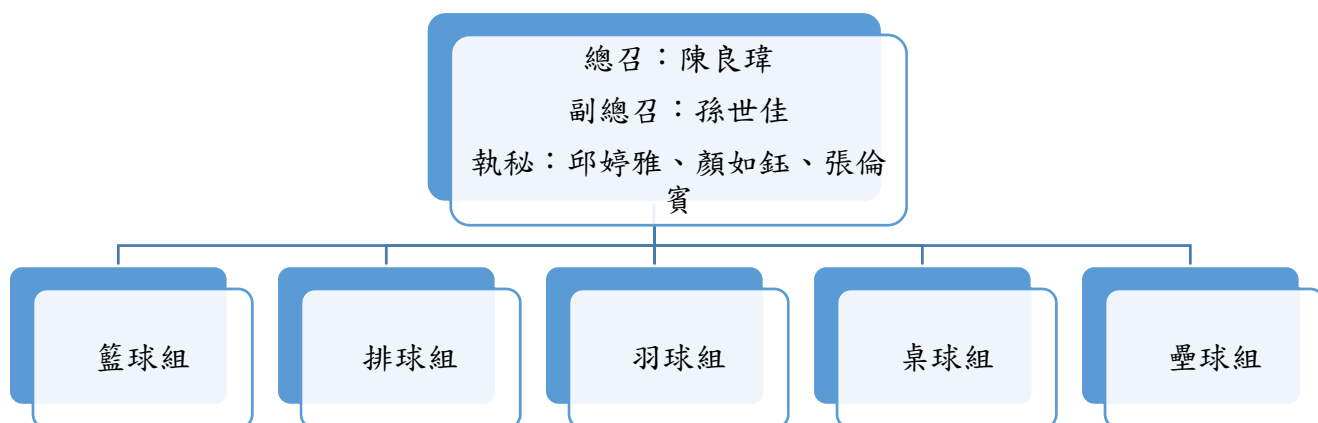 總召：陳良瑋
副總召：孫世佳
執秘：邱婷雅、顏如鈺、張倫
賓
籃球組
排球組
羽球組
桌球組
壘球組